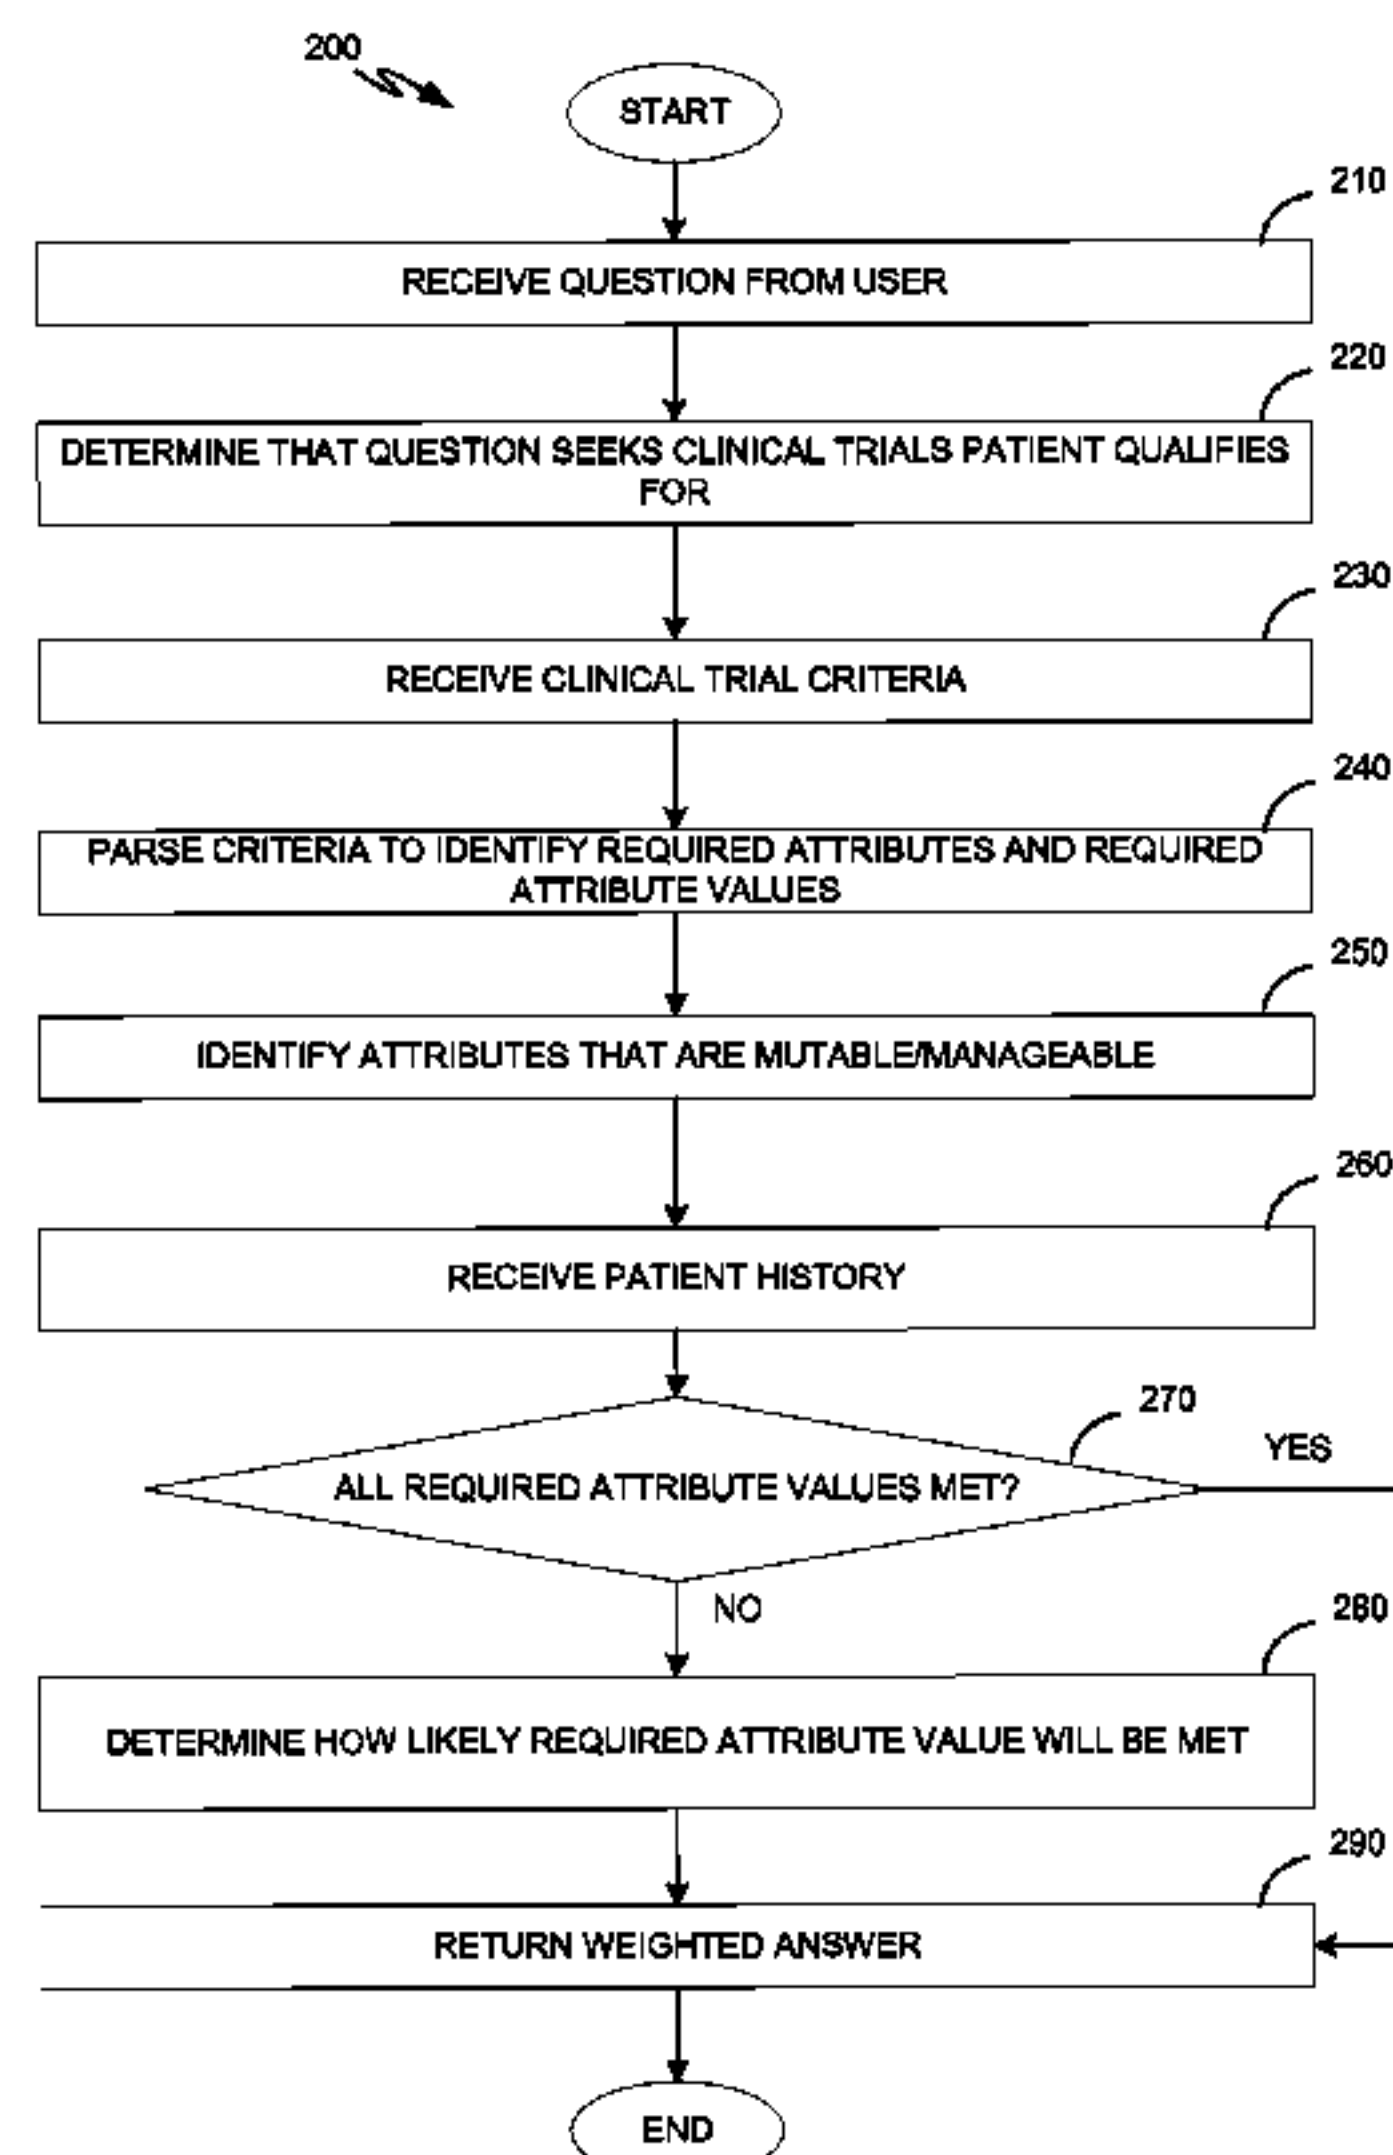 200
START
210
RECEIVE QUESTION FROM USER
220
DETERMINE THAT QUESTION SEEKS CLINICAL TRIALS PATIENT QUALIFIES
FOR
230
RECEIVE CLINICAL TRIAL CRITERIA
240
PARSE CRITERIA TO IDENTIFY REQUIRED ATTRIBUTES AND REQUIRED
ATTRIBUTE VALUES
250
IDENTIFY ATTRIBUTES THAT ARE MUTABLE/MANAGEABLE
260
RECEIVE PATIENT HISTORY
270
YES
ALL REQUIRED ATTRIBUTE VALUES MET?
NO
280
DETERMINE HOW LIKELY REQUIRED ATTRIBUTE VALUE WILL BE MET
290
RETURN WEIGHTED ANSWER
END